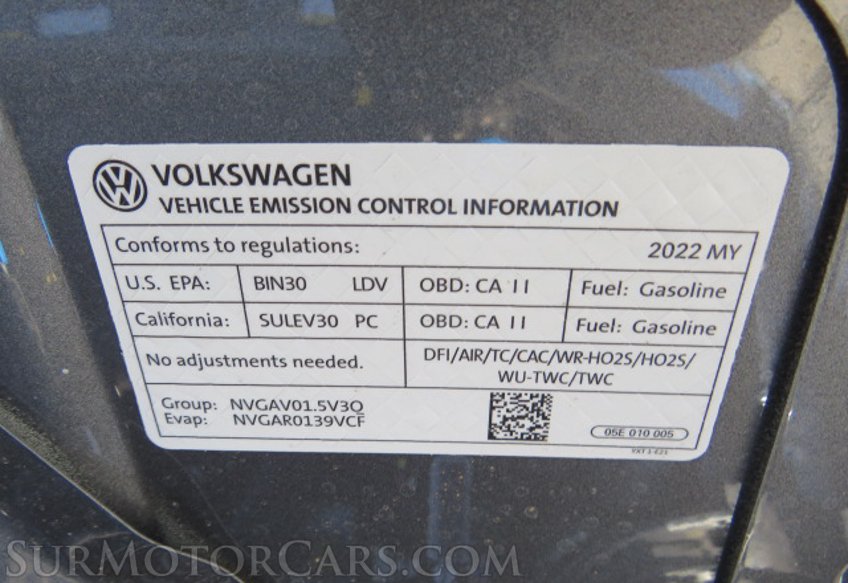 VOLKSWAGEN
VEHICLE EMISSION CONTROL INFORMATION
Conforms to regulations: 2022 MY
U.S. EPA: BIN30 LDV OBD: CA II Fuel: Gasoline
California: SULEV30 PC OBD: CA II Fuel: Gasoline
No adjustments needed. DFI/AIR/TC/CAC/WR-HO2S/HO2S/
WU-TWC/TWC
Group: NVGAV01.5V3Q
Evap: NVGAR0139VCF
05E 010 005
SurMotorCars.com